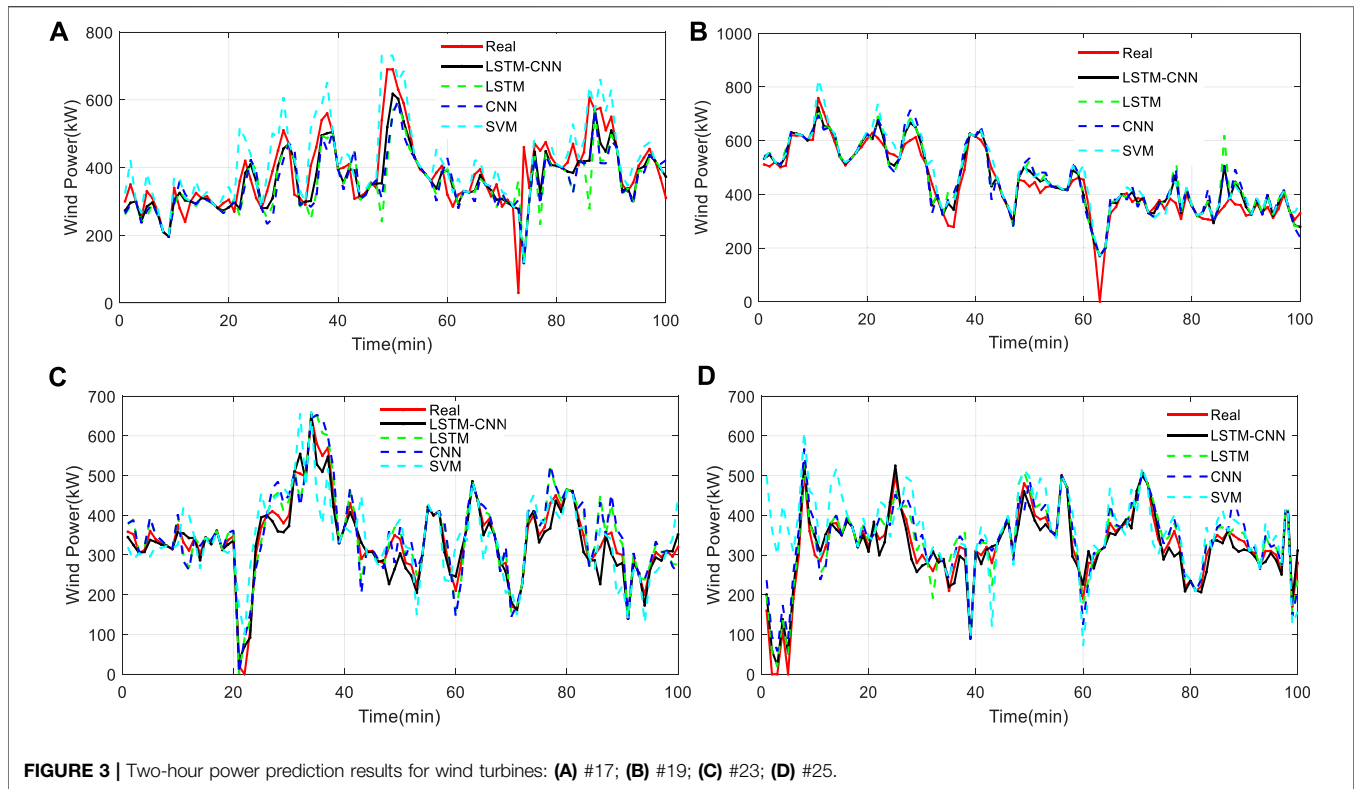 A
800
600
400
200
0
Wind Power(kW)
0 20 40 60 80 100
Time(min)
Real
LSTM-CNN
LSTM
CNN
SVM
B
1000
800
600
400
200
0
Wind Power(kW)
0 20 40 60 80 100
Time(min)
Real
LSTM-CNN
LSTM
CNN
SVM
C
700
600
500
400
300
200
100
0
Wind Power(kW)
0 20 40 60 80 100
Time(min)
Real
LSTM-CNN
LSTM
CNN
SVM
D
700
600
500
400
300
200
100
0
Wind Power(kW)
0 20 40 60 80 100
Time(min)
Real
LSTM-CNN
LSTM
CNN
SVM
FIGURE 3 | Two-hour power prediction results for wind turbines: (A) #17; (B) #19; (C) #23; (D) #25.